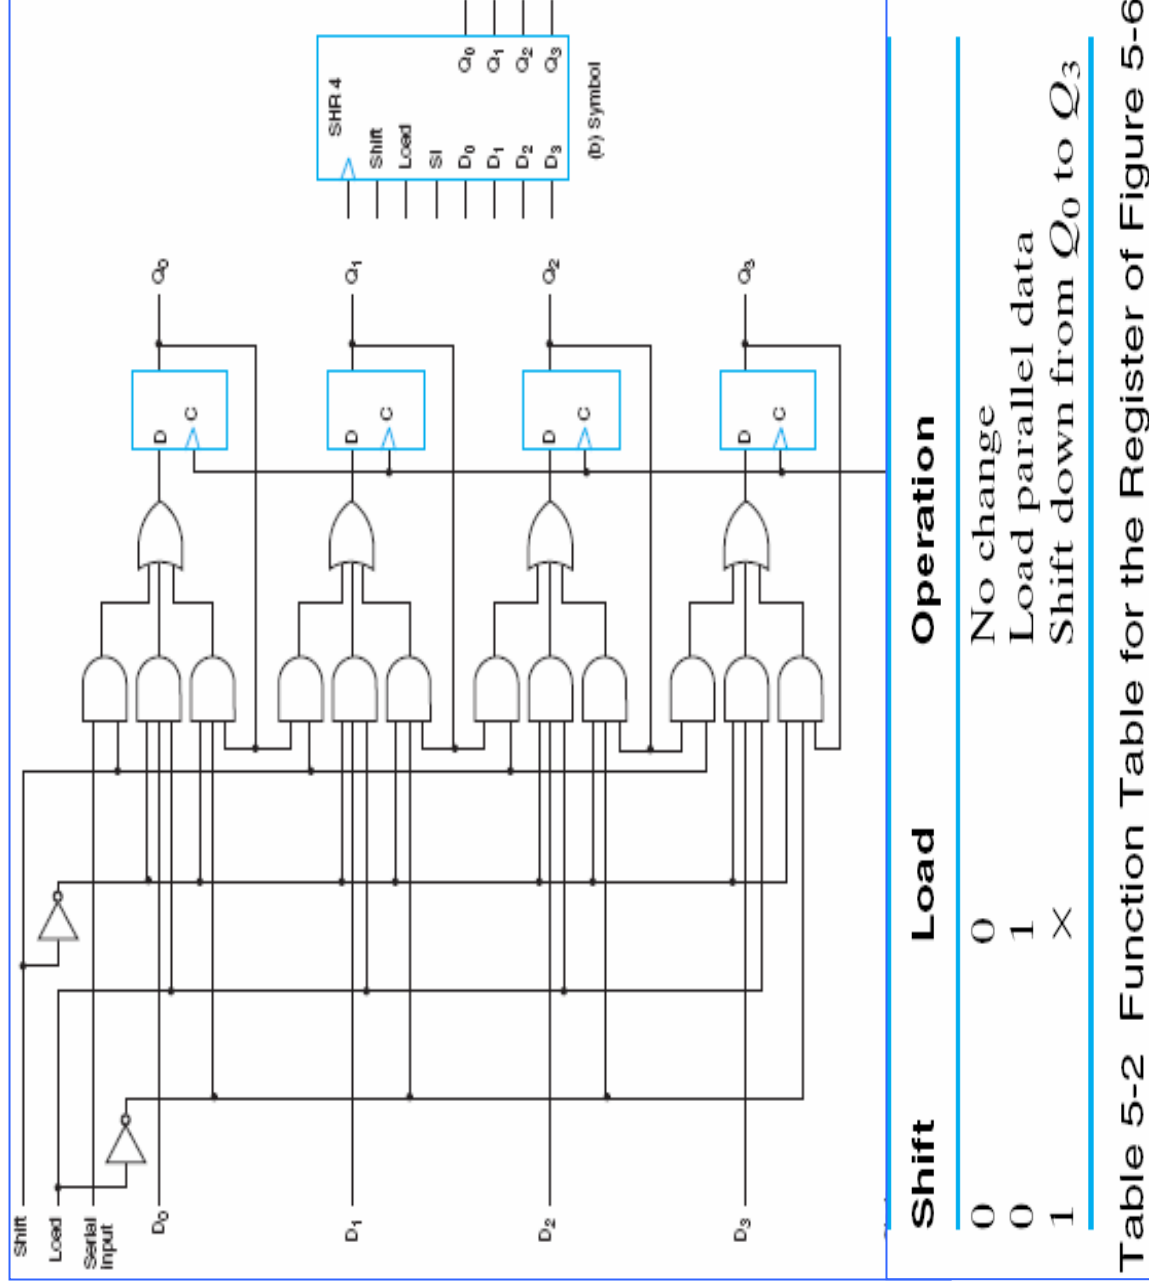 Shift
Load
Serial
input
D0
D1
D2
D3
D
C
Q0
D
C
Q1
D
C
Q2
D
C
Q3
SHR 4
Shift
Load
SI
D0 Q0
D1 Q1
D2 Q2
D3 Q3
(b) Symbol
Shift Load Operation
0 0 No change
0 1 Load parallel data
1 × Shift down from Q0 to Q3
Table 5-2 Function Table for the Register of Figure 5-6